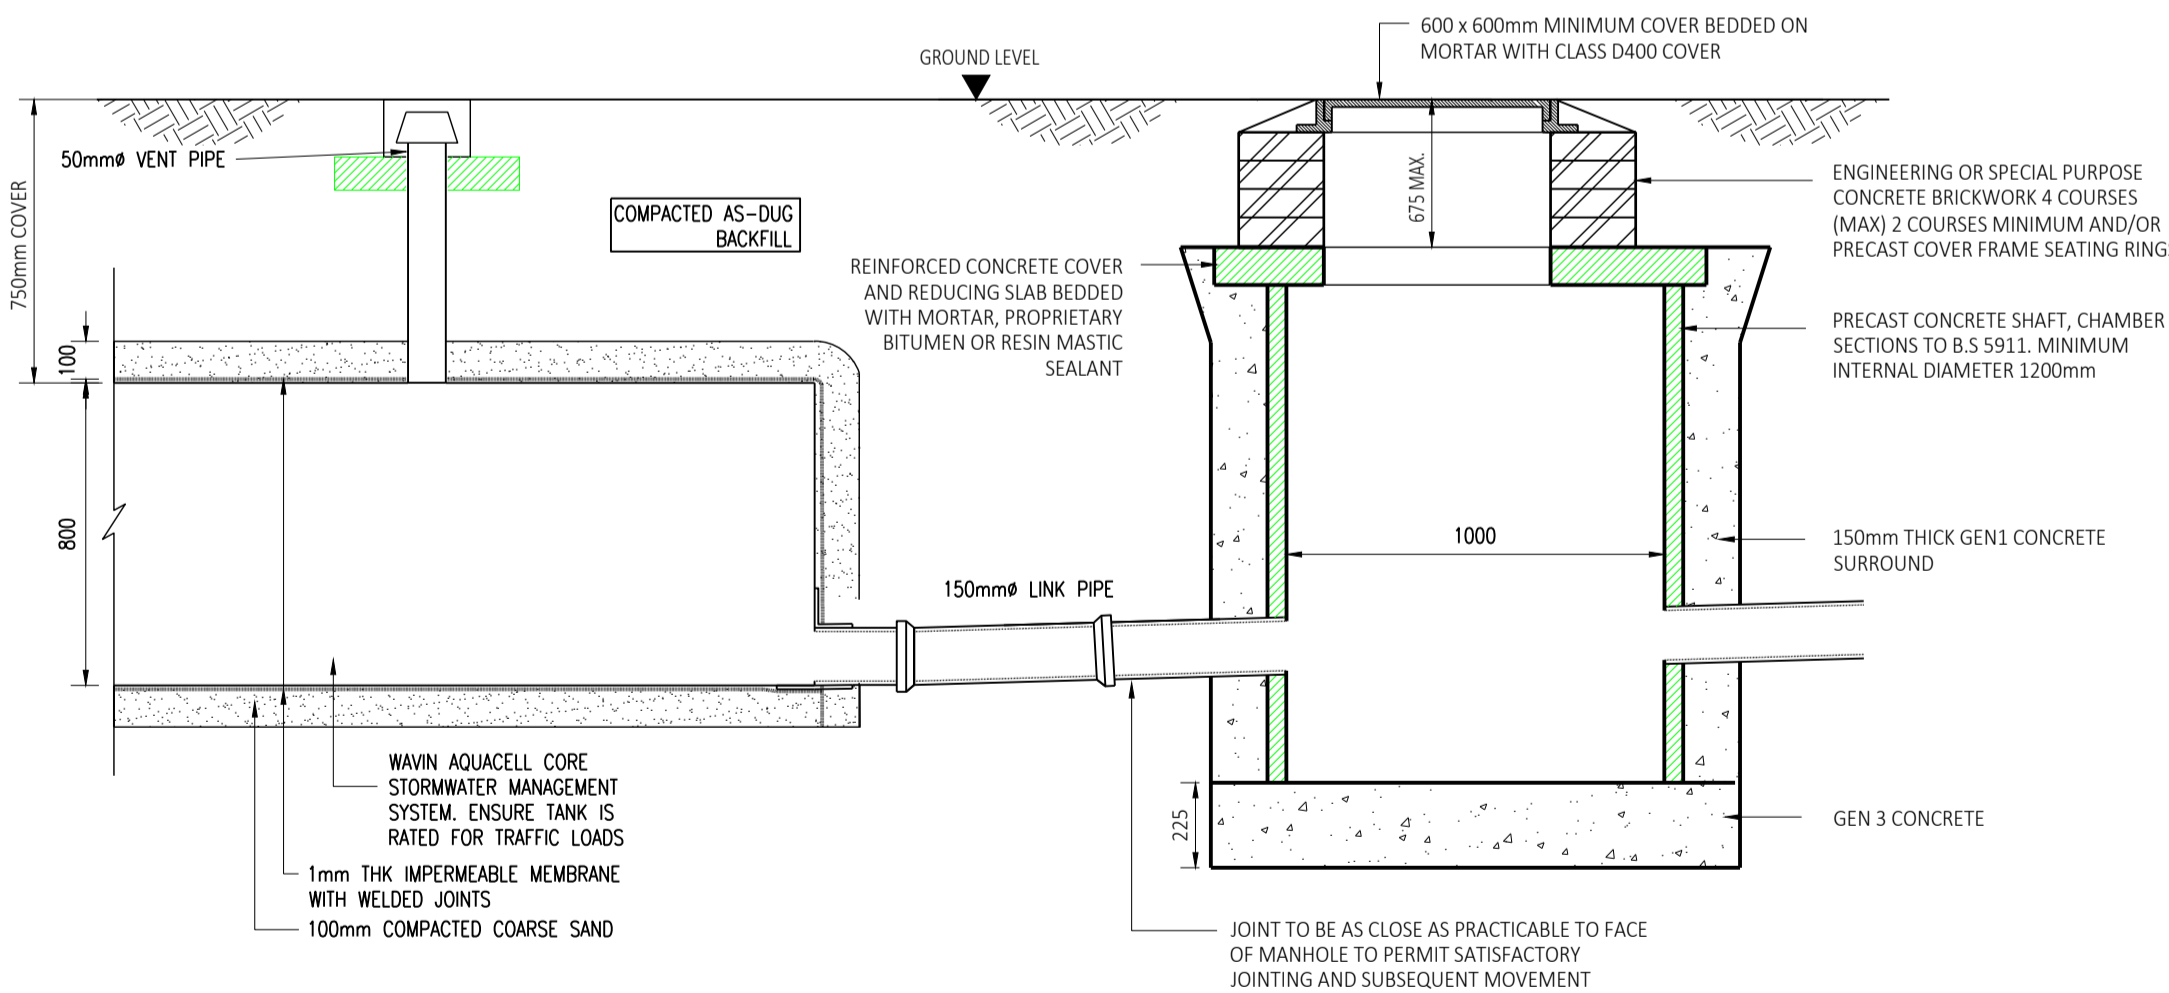 600 x 600mm MINIMUM COVER BEDDED ON
MORTAR WITH CLASS D400 COVER
GROUND LEVEL
50mmø VENT PIPE
750mm COVER
COMPACTED AS-DUG
BACKFILL
675 MAX.
ENGINEERING OR SPECIAL PURPOSE
CONCRETE BRICKWORK 4 COURSES
(MAX) 2 COURSES MINIMUM AND/OR
PRECAST COVER FRAME SEATING RING
REINFORCED CONCRETE COVER
AND REDUCING SLAB BEDDED
WITH MORTAR, PROPRIETARY
BITUMEN OR RESIN MASTIC
SEALANT
PRECAST CONCRETE SHAFT, CHAMBER
SECTIONS TO B.S 5911. MINIMUM
INTERNAL DIAMETER 1200mm
100
800
1000
150mm THICK GEN1 CONCRETE
SURROUND
150mmø LINK PIPE
WAVIN AQUACELL CORE
STORMWATER MANAGEMENT
SYSTEM. ENSURE TANK IS
RATED FOR TRAFFIC LOADS
225
GEN 3 CONCRETE
1mm THK IMPERMEABLE MEMBRANE
WITH WELDED JOINTS
100mm COMPACTED COARSE SAND
JOINT TO BE AS CLOSE AS PRACTICABLE TO FACE
OF MANHOLE TO PERMIT SATISFACTORY
JOINTING AND SUBSEQUENT MOVEMENT